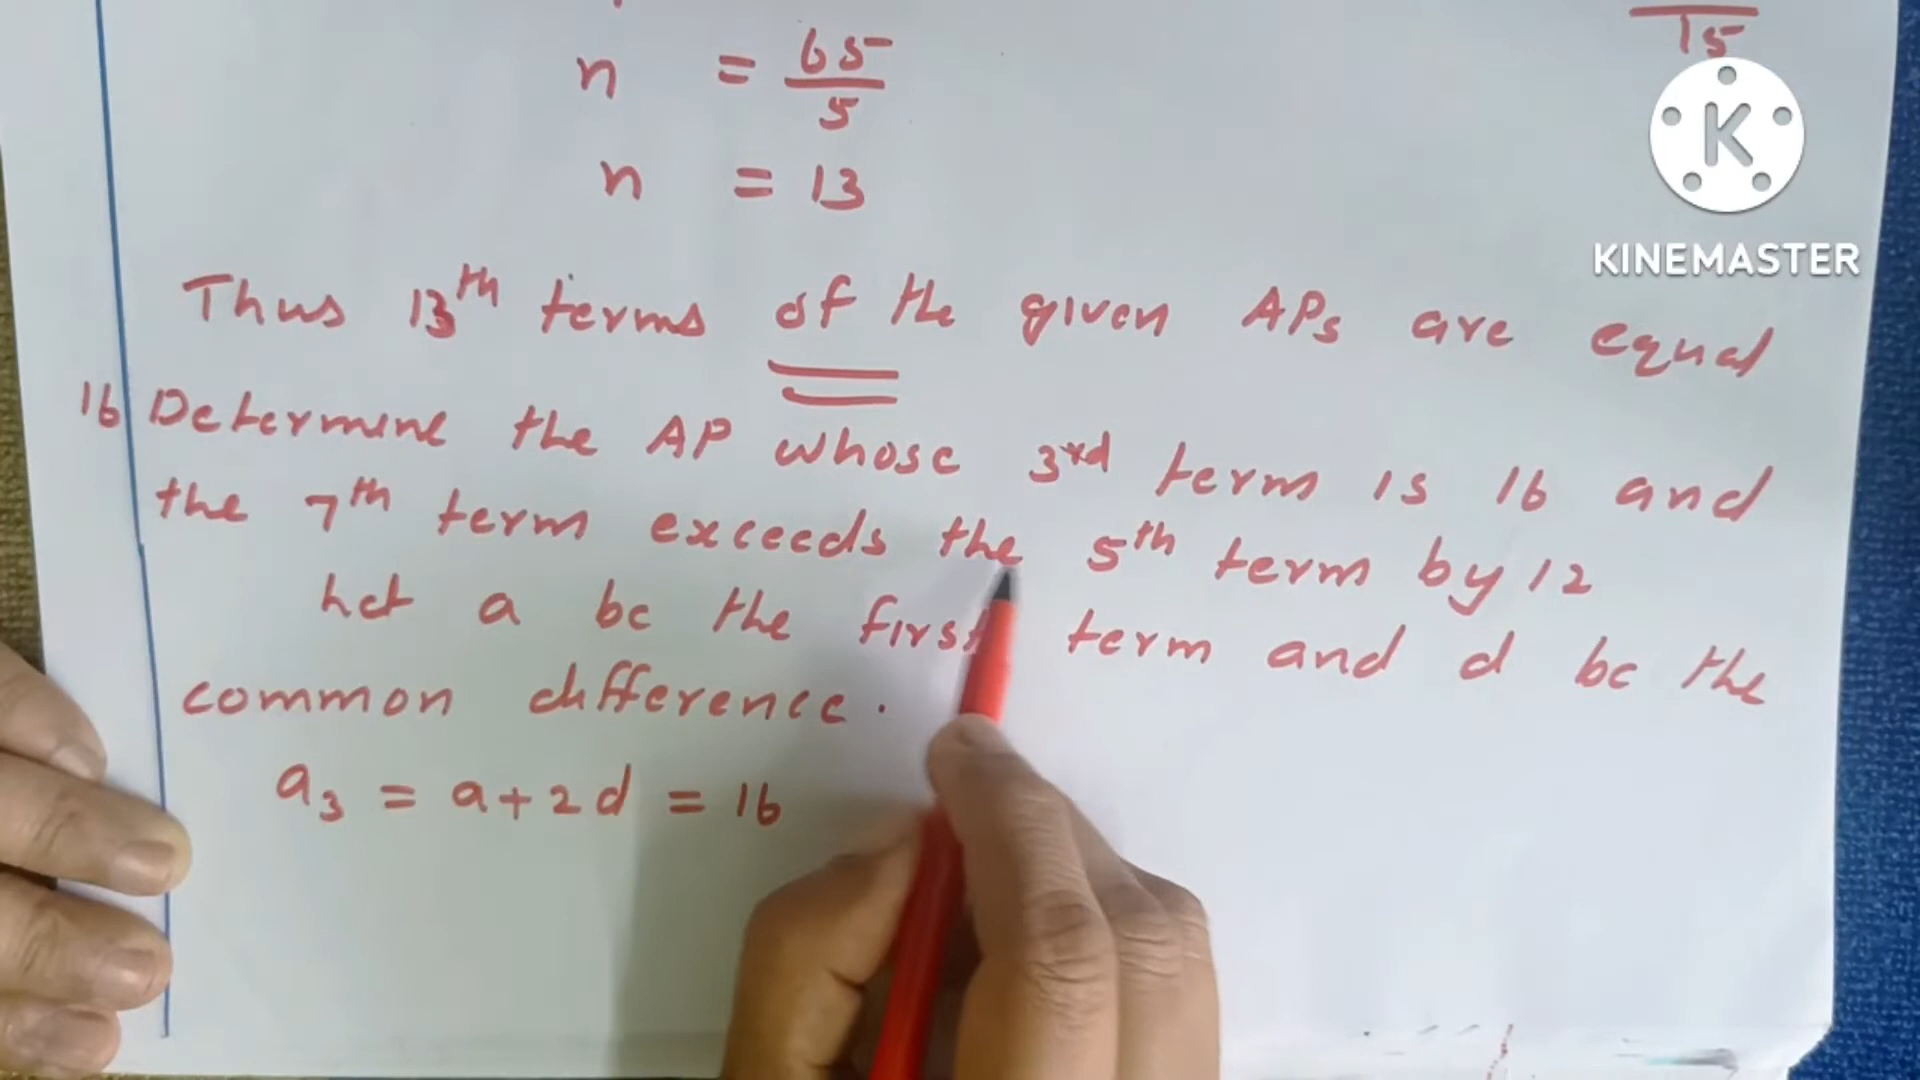 15
n = 65/5
K
n = 13
KINEMASTER
Thus 13th terms of the given APs are equal
16 Determine the AP whose 3rd term is 16 and
the 7th term exceeds the 5th term by 12
Let a be the first term and d be the
common difference.
a3 = a+2d = 16